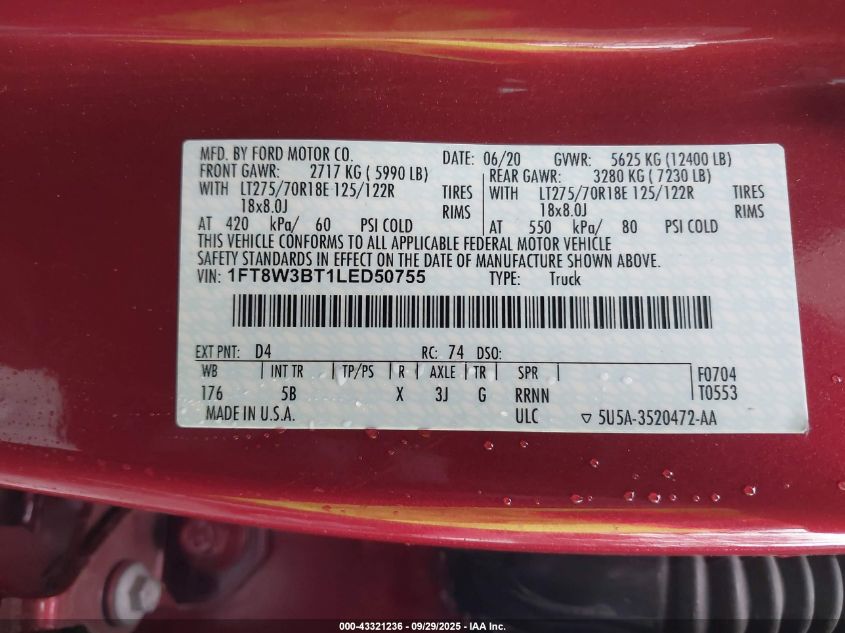 MFD. BY FORD MOTOR CO. DATE: 06/20 GVWR: 5625 KG (12400 LB)
FRONT GAWR: 2717 KG ( 5990 LB) REAR GAWR: 3280 KG ( 7230 LB)
WITH LT275/70R18E 125/122R TIRES WITH LT275/70R18E 125/122R TIRES
18x8.0J RIMS 18x8.0J RIMS
AT 420 kPa/ 60 PSI COLD AT 550 kPa/ 80 PSI COLD
THIS VEHICLE CONFORMS TO ALL APPLICABLE FEDERAL MOTOR VEHICLE
SAFETY STANDARDS IN EFFECT ON THE DATE OF MANUFACTURE SHOWN ABOVE.
VIN: 1FT8W3BT1LED50755 TYPE: Truck
EXT PNT: D4 RC: 74 DSO:
WB INT TR TP/PS R AXLE TR SPR F0704
176 5B X 3J G RRNN T0553
MADE IN U.S.A. ULC 5U5A-3520472-AA
000-43321236 - 09/29/2025 - IAA Inc.